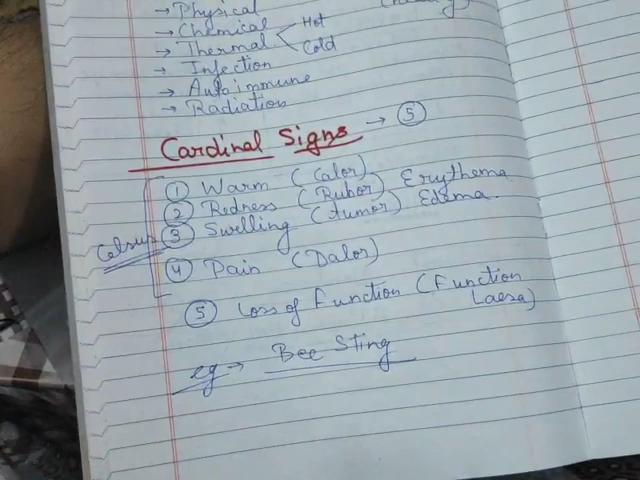 → Physical
→ Chemical
→ Thermal < Hot
Cold
→ Infection
→ Autoimmune
→ Radiation
Cardinal Signs → 5
1 Warm (Calor)
2 Redness (Rubor) Erythema
Celsus 3 Swelling (tumor) Edema.
4 Pain (Dalor)
5 Loss of Function (Function
Laesa)
eg → Bee Sting